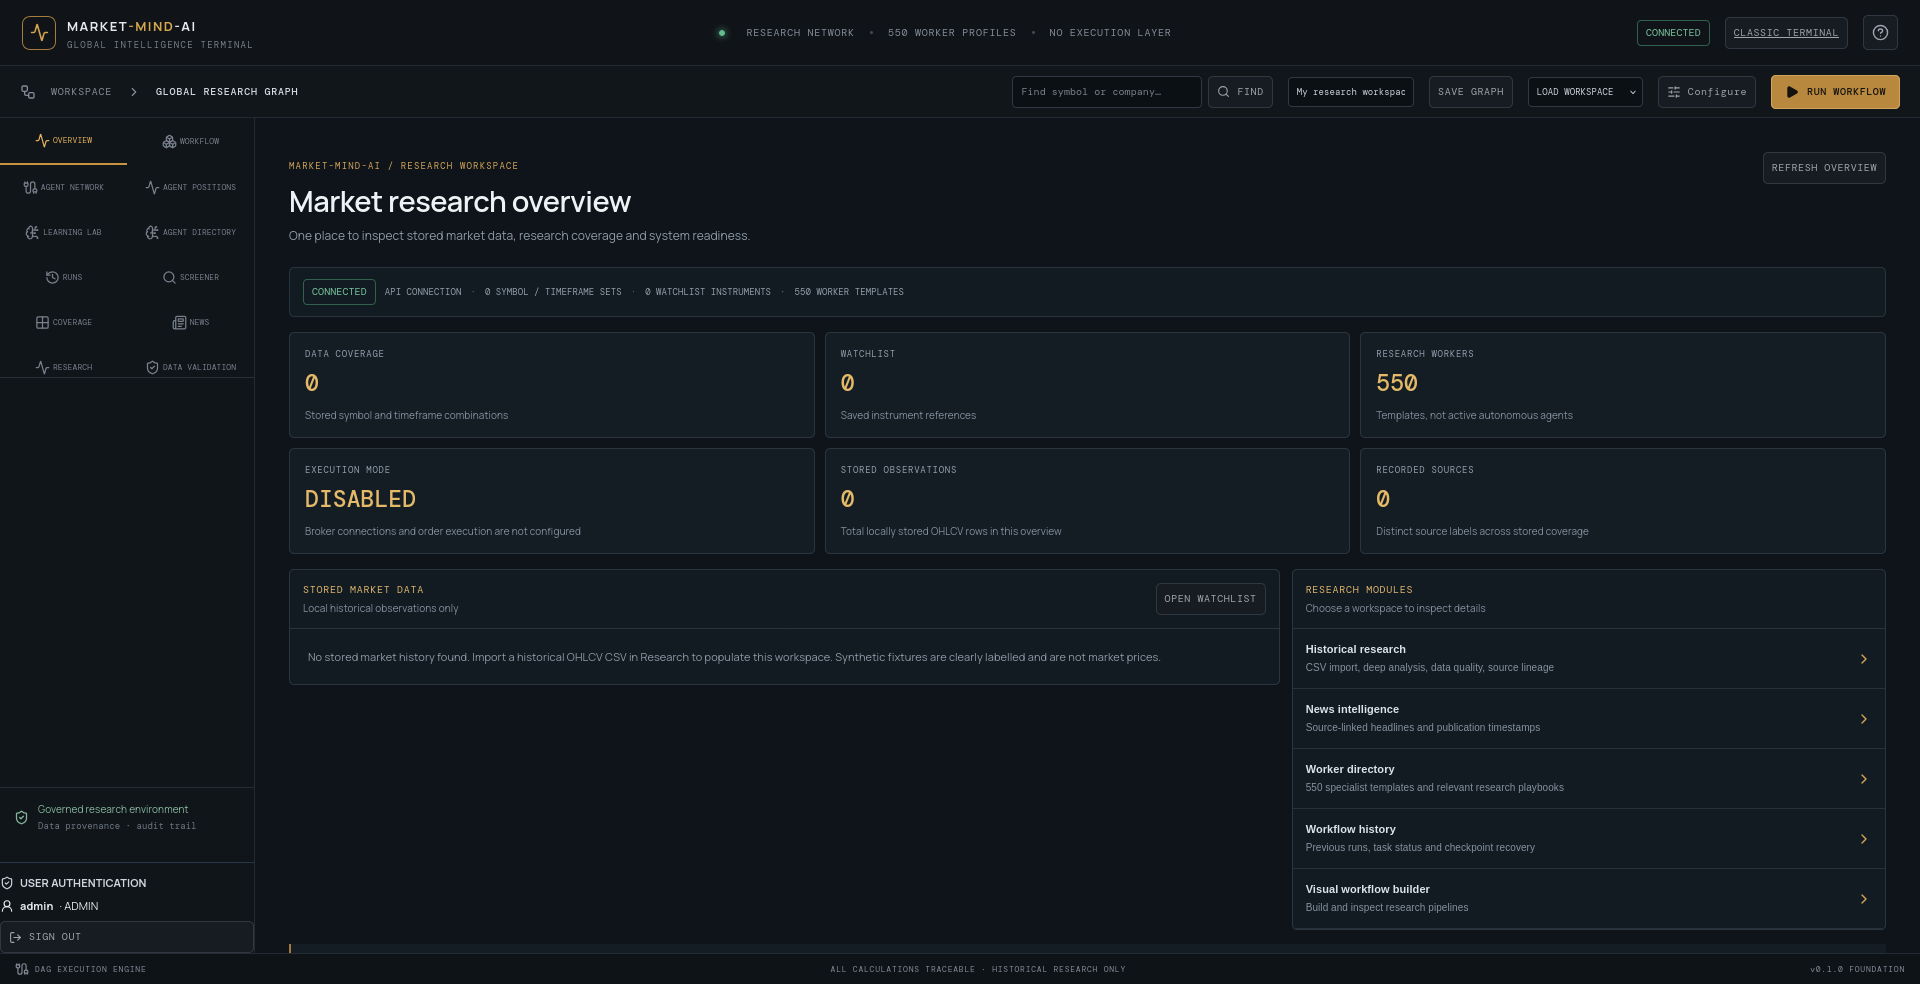 MARKET-MIND-AI
GLOBAL INTELLIGENCE TERMINAL
RESEARCH NETWORK • 550 WORKER PROFILES • NO EXECUTION LAYER
CONNECTED
CLASSIC TERMINAL
WORKSPACE > GLOBAL RESEARCH GRAPH
Find symbol or company…
FIND
My research workspac
SAVE GRAPH
LOAD WORKSPACE
Configure
RUN WORKFLOW
OVERVIEW
WORKFLOW
AGENT NETWORK
AGENT POSITIONS
LEARNING LAB
AGENT DIRECTORY
RUNS
SCREENER
COVERAGE
NEWS
RESEARCH
DATA VALIDATION
Governed research environment
Data provenance · audit trail
USER AUTHENTICATION
admin · ADMIN
SIGN OUT
MARKET-MIND-AI / RESEARCH WORKSPACE
Market research overview
One place to inspect stored market data, research coverage and system readiness.
REFRESH OVERVIEW
CONNECTED API CONNECTION · 0 SYMBOL / TIMEFRAME SETS · 0 WATCHLIST INSTRUMENTS · 550 WORKER TEMPLATES
DATA COVERAGE
0
Stored symbol and timeframe combinations
WATCHLIST
0
Saved instrument references
RESEARCH WORKERS
550
Templates, not active autonomous agents
EXECUTION MODE
DISABLED
Broker connections and order execution are not configured
STORED OBSERVATIONS
0
Total locally stored OHLCV rows in this overview
RECORDED SOURCES
0
Distinct source labels across stored coverage
STORED MARKET DATA
Local historical observations only
OPEN WATCHLIST
No stored market history found. Import a historical OHLCV CSV in Research to populate this workspace. Synthetic fixtures are clearly labelled and are not market prices.
RESEARCH MODULES
Choose a workspace to inspect details
Historical research
CSV import, deep analysis, data quality, source lineage
News intelligence
Source-linked headlines and publication timestamps
Worker directory
550 specialist templates and relevant research playbooks
Workflow history
Previous runs, task status and checkpoint recovery
Visual workflow builder
Build and inspect research pipelines
DAG EXECUTION ENGINE
ALL CALCULATIONS TRACEABLE · HISTORICAL RESEARCH ONLY
v0.1.0 FOUNDATION